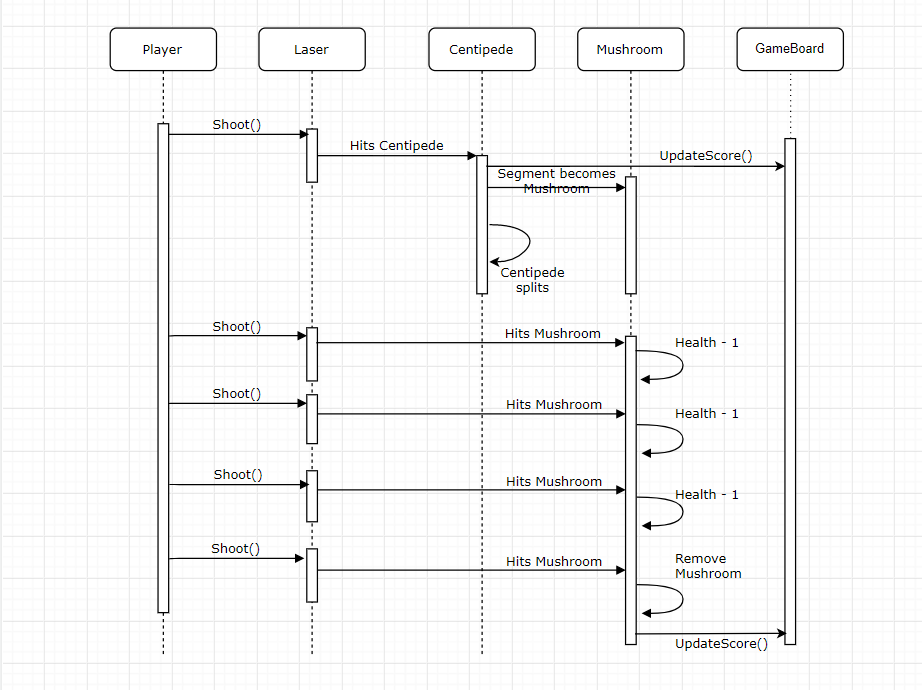 Player
Laser
Centipede
Mushroom
GameBoard
Shoot()
Hits Centipede
UpdateScore()
Segment becomes
Mushroom
Centipede
splits
Shoot()
Hits Mushroom
Health - 1
Shoot()
Hits Mushroom
Health - 1
Shoot()
Hits Mushroom
Health - 1
Shoot()
Hits Mushroom
Remove
Mushroom
UpdateScore()